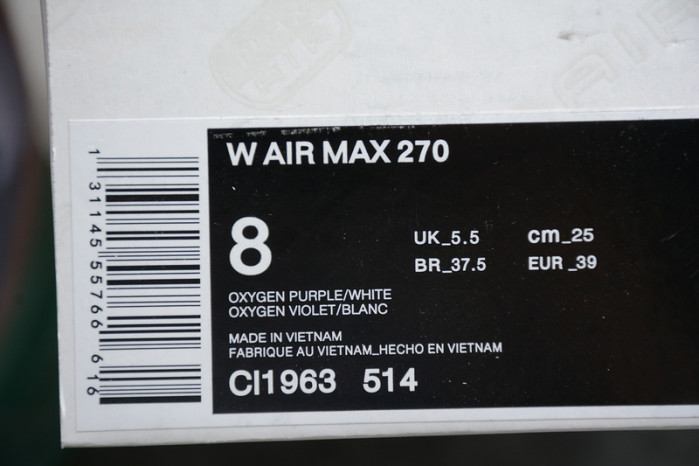 W AIR MAX 270
8
UK_5.5 cm_25
BR_37.5 EUR_39
OXYGEN PURPLE/WHITE
OXYGEN VIOLET/BLANC
MADE IN VIETNAM
FABRIQUE AU VIETNAM_HECHO EN VIETNAM
CI1963 514
1 31145 55766 616